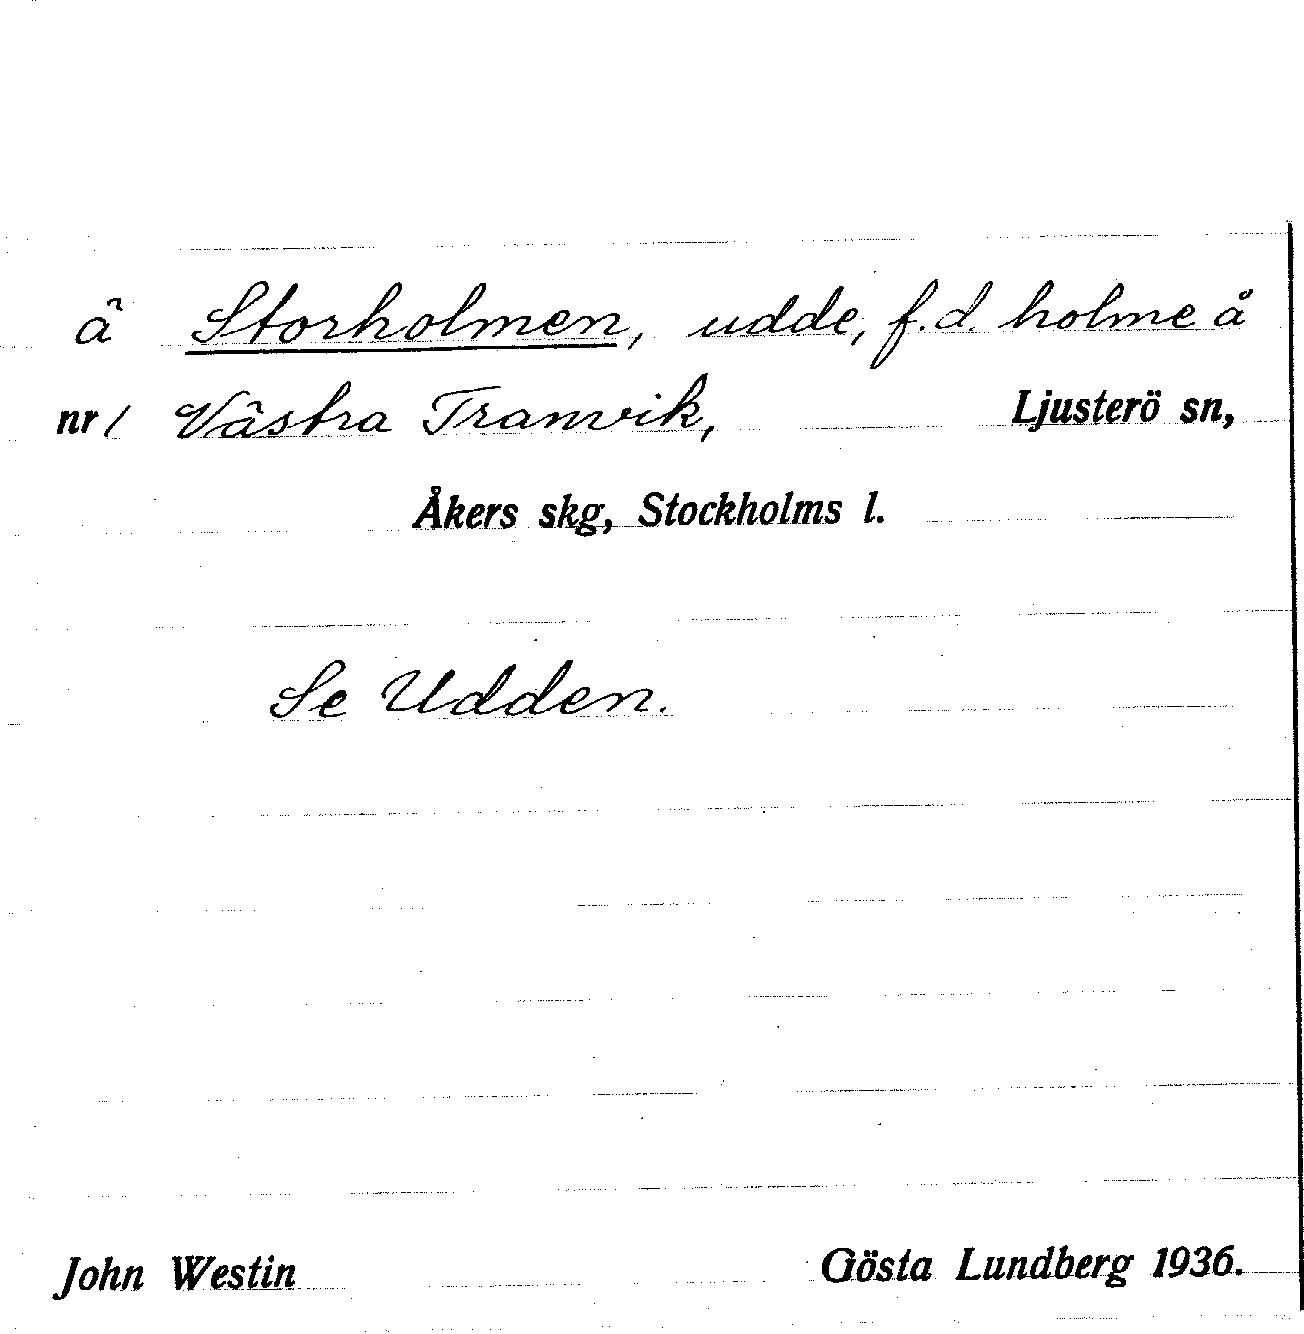 ä Storholmen, udde, f.d. holme å
nr 1 Västra Tranvik, Ljusterö sn,
Åkers skg, Stockholms l.
Se Udden.
John Westin Gösta Lundberg 1936.